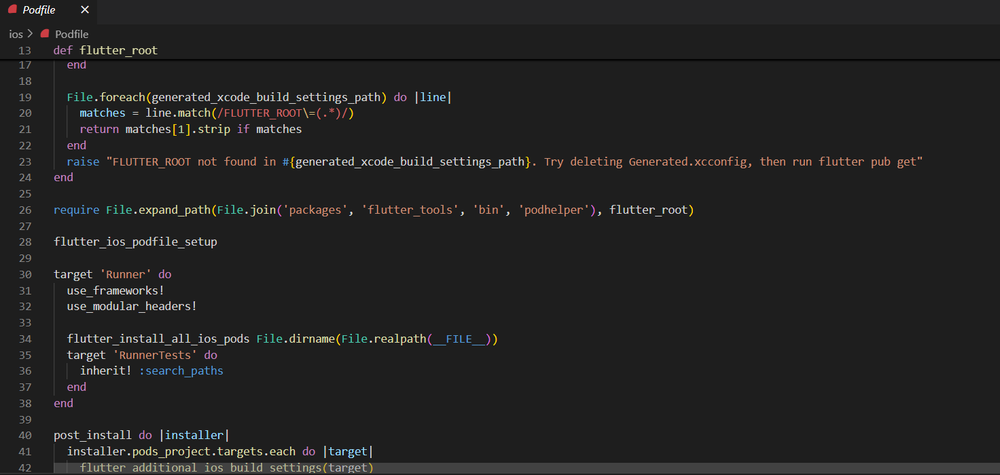 Podfile
ios > Podfile
13 def flutter_root
17 end
18
19 File.foreach(generated_xcode_build_settings_path) do |line|
20 matches = line.match(/FLUTTER_ROOT\=(.*)/)
21 return matches[1].strip if matches
22 end
23 raise "FLUTTER_ROOT not found in #{generated_xcode_build_settings_path}. Try deleting Generated.xcconfig, then run flutter pub get"
24 end
25
26 require File.expand_path(File.join('packages', 'flutter_tools', 'bin', 'podhelper'), flutter_root)
27
28 flutter_ios_podfile_setup
29
30 target 'Runner' do
31 use_frameworks!
32 use_modular_headers!
33
34 flutter_install_all_ios_pods File.dirname(File.realpath(__FILE__))
35 target 'RunnerTests' do
36 inherit! :search_paths
37 end
38 end
39
40 post_install do |installer|
41 installer.pods_project.targets.each do |target|
42 flutter_additional_ios_build_settings(target)